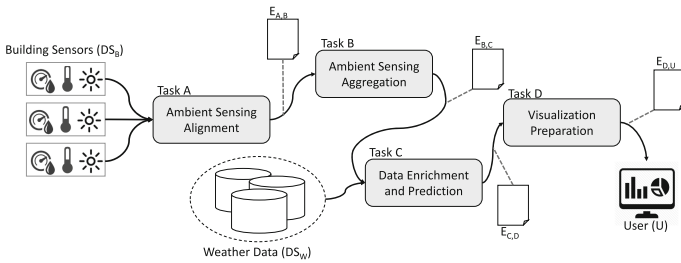 Building Sensors (DS_B)
Task A
Ambient Sensing
Alignment
E_A,B
Task B
Ambient Sensing
Aggregation
E_B,C
Weather Data (DS_W)
Task C
Data Enrichment
and Prediction
E_C,D
Task D
Visualization
Preparation
E_D,U
User (U)